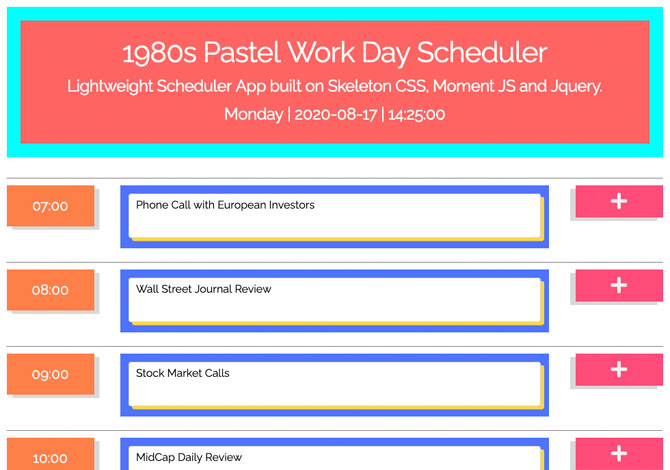 1980s Pastel Work Day Scheduler
Lightweight Scheduler App built on Skeleton CSS, Moment JS and Jquery.
Monday | 2020-08-17 | 14:25:00
07:00 Phone Call with European Investors +
08:00 Wall Street Journal Review +
09:00 Stock Market Calls +
10:00 MidCap Daily Review +